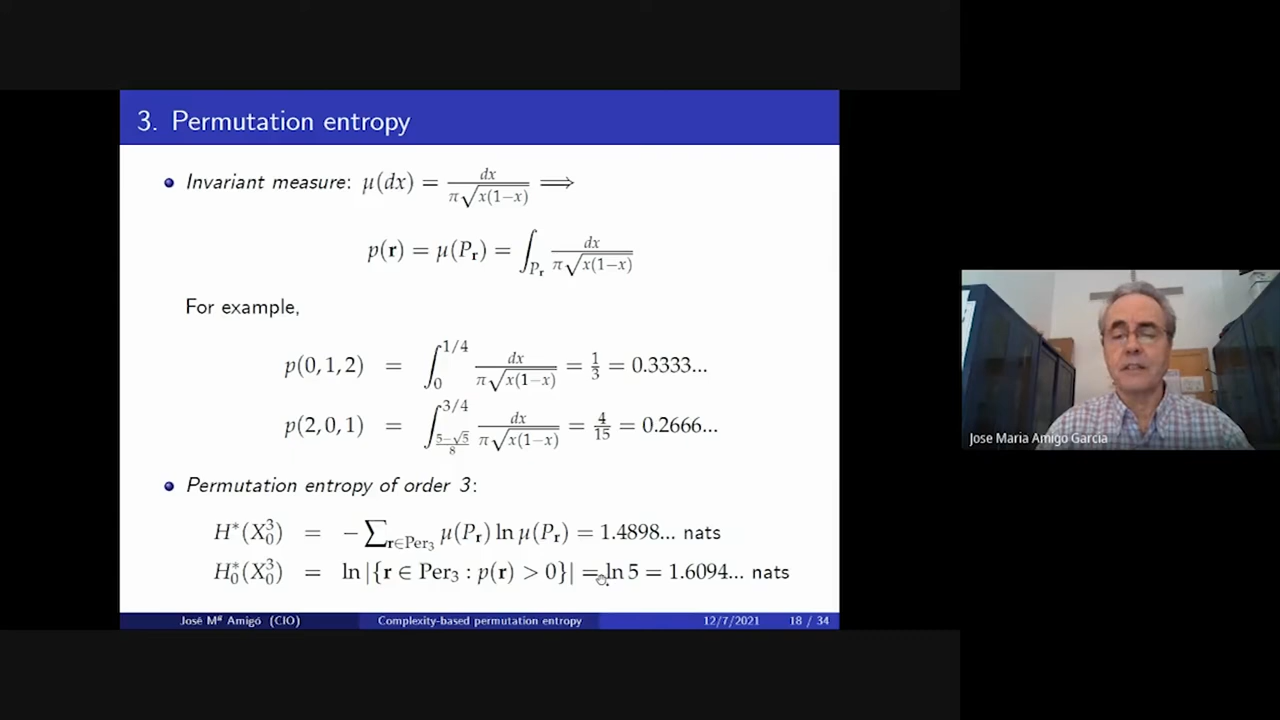 3. Permutation entropy
Invariant measure: μ(dx) = dx / π√x(1−x) ⟹
p(r) = μ(P_r) = ∫_{P_r} dx / π√x(1−x)
For example,
p(0,1,2) = ∫_0^{1/4} dx / π√x(1−x) = 1/3 = 0.3333...
p(2,0,1) = ∫_{(5−√5)/8}^{3/4} dx / π√x(1−x) = 4/15 = 0.2666...
Permutation entropy of order 3:
H*(X_0^3) = −∑_{r∈Per_3} μ(P_r) ln μ(P_r) = 1.4898... nats
H_0^*(X_0^3) = ln |{r ∈ Per_3 : p(r) > 0}| = ln 5 = 1.6094... nats
José Mª Amigó (CIO) Complexity-based permutation entropy 12/7/2021 18 / 34
Jose Maria Amigo Garcia